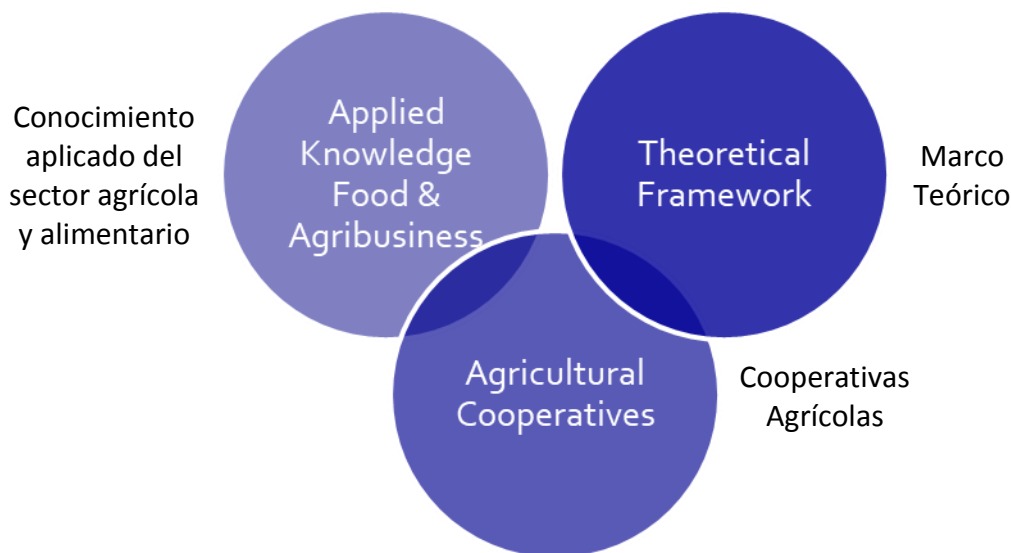 Conocimiento
aplicado del
sector agrícola
y alimentario
Applied
Knowledge
Food &
Agribusiness
Theoretical
Framework
Marco
Teórico
Agricultural
Cooperatives
Cooperativas
Agrícolas